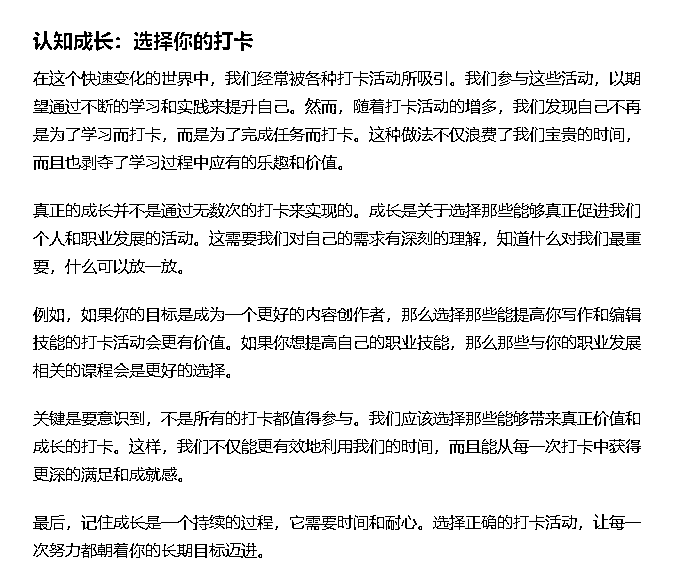 认知成长：选择你的打卡
在这个快速变化的世界中，我们经常被各种打卡活动所吸引。我们参与这些活动，以期
望通过不断的学习和实践来提升自己。然而，随着打卡活动的增多，我们发现自己不再
是为了学习而打卡，而是为了完成任务而打卡。这种做法不仅浪费了我们宝贵的时间，
而且也剥夺了学习过程中应有的乐趣和价值。
真正的成长并不是通过无数次的打卡来实现的。成长是关于选择那些能够真正促进我们
个人和职业发展的活动。这需要我们对自己的需求有深刻的理解，知道什么对我们最重
要，什么可以放一放。
例如，如果你的目标是成为一个更好的内容创作者，那么选择那些能提高你写作和编辑
技能的打卡活动会更有价值。如果你想提高自己的职业技能，那么那些与你的职业发展
相关的课程会是更好的选择。
关键是要意识到，不是所有的打卡都值得参与。我们应该选择那些能够带来真正价值和
成长的打卡。这样，我们不仅能更有效地利用我们的时间，而且能从每一次打卡中获得
更深的满足和成就感。
最后，记住成长是一个持续的过程，它需要时间和耐心。选择正确的打卡活动，让每一
次努力都朝着你的长期目标迈进。